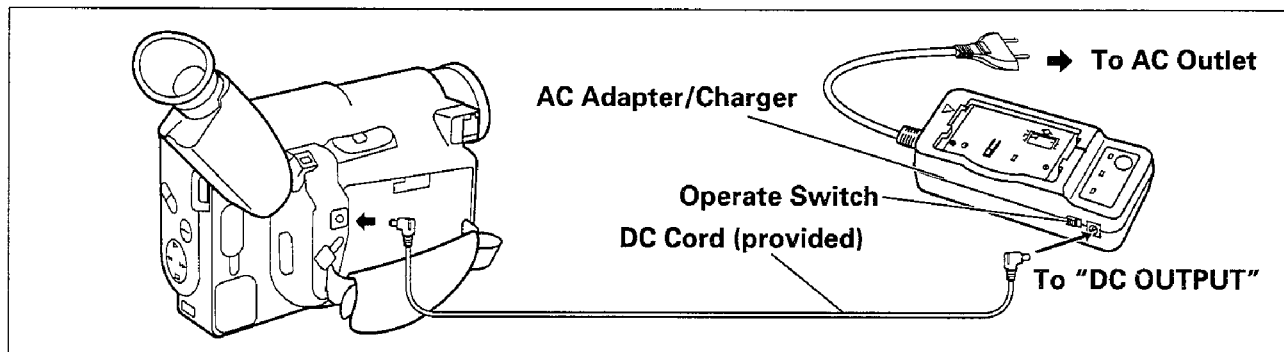 To AC Outlet
AC Adapter/Charger
Operate Switch
DC Cord (provided)
To “DC OUTPUT”